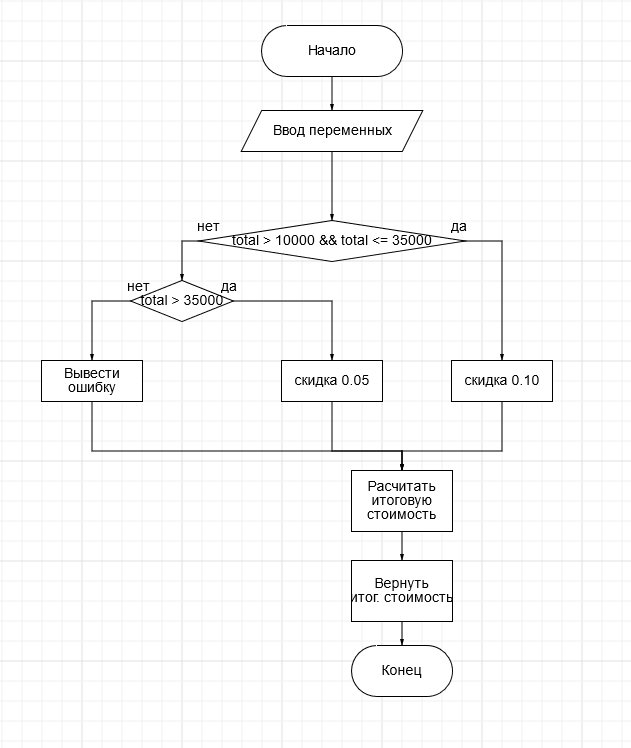 Начало
Ввод переменных
нет
да
total > 10000 && total <= 35000
нет
да
total > 35000
Вывести
ошибку
скидка 0.05
скидка 0.10
Расчитать
итоговую
стоимость
Вернуть
итог. стоимость
Конец